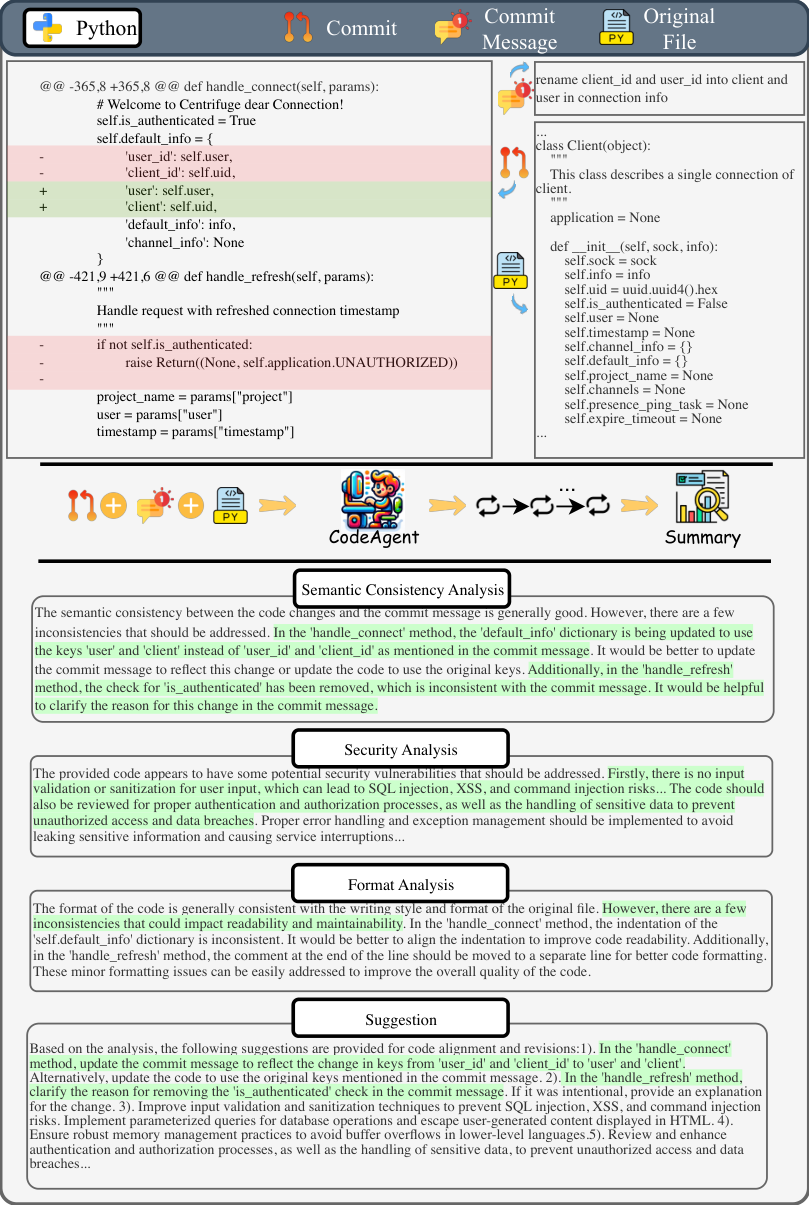 Python
Commit
Commit
Message
Original
File
PY
@@ -365,8 +365,8 @@ def handle_connect(self, params):
# Welcome to Centrifuge dear Connection!
self.is_authenticated = True
self.default_info = {
- 'user_id': self.user,
- 'client_id': self.uid,
+ 'user': self.user,
+ 'client': self.uid,
'default_info': info,
'channel_info': None
}
@@ -421,9 +421,6 @@ def handle_refresh(self, params):
"""
Handle request with refreshed connection timestamp
"""
- if not self.is_authenticated:
- raise Return((None, self.application.UNAUTHORIZED))
-
project_name = params["project"]
user = params["user"]
timestamp = params["timestamp"]
rename client_id and user_id into client and
user in connection info
PY
...
class Client(object):
"""
This class describes a single connection of
client.
"""
application = None
def __init__(self, sock, info):
self.sock = sock
self.info = info
self.uid = uuid.uuid4().hex
self.is_authenticated = False
self.user = None
self.timestamp = None
self.channel_info = {}
self.default_info = {}
self.project_name = None
self.channels = None
self.presence_ping_task = None
self.expire_timeout = None
...
PY
CodeAgent
...
Summary
Semantic Consistency Analysis
The semantic consistency between the code changes and the commit message is generally good. However, there are a few
inconsistencies that should be addressed. In the 'handle_connect' method, the 'default_info' dictionary is being updated to use
the keys 'user' and 'client' instead of 'user_id' and 'client_id' as mentioned in the commit message. It would be better to update
the commit message to reflect this change or update the code to use the original keys. Additionally, in the 'handle_refresh'
method, the check for 'is_authenticated' has been removed, which is inconsistent with the commit message. It would be helpful
to clarify the reason for this change in the commit message.
Security Analysis
The provided code appears to have some potential security vulnerabilities that should be addressed. Firstly, there is no input
validation or sanitization for user input, which can lead to SQL injection, XSS, and command injection risks... The code should
also be reviewed for proper authentication and authorization processes, as well as the handling of sensitive data to prevent
unauthorized access and data breaches. Proper error handling and exception management should be implemented to avoid
leaking sensitive information and causing service interruptions...
Format Analysis
The format of the code is generally consistent with the writing style and format of the original file. However, there are a few
inconsistencies that could impact readability and maintainability. In the 'handle_connect' method, the indentation of the
'self.default_info' dictionary is inconsistent. It would be better to align the indentation to improve code readability. Additionally,
in the 'handle_refresh' method, the comment at the end of the line should be moved to a separate line for better code formatting.
These minor formatting issues can be easily addressed to improve the overall quality of the code.
Suggestion
Based on the analysis, the following suggestions are provided for code alignment and revisions:1). In the 'handle_connect'
method, update the commit message to reflect the change in keys from 'user_id' and 'client_id' to 'user' and 'client'.
Alternatively, update the code to use the original keys mentioned in the commit message. 2). In the 'handle_refresh' method,
clarify the reason for removing the 'is_authenticated' check in the commit message. If it was intentional, provide an explanation
for the change. 3). Improve input validation and sanitization techniques to prevent SQL injection, XSS, and command injection
risks. Implement parameterized queries for database operations and escape user-generated content displayed in HTML. 4).
Ensure robust memory management practices to avoid buffer overflows in lower-level languages.5). Review and enhance
authentication and authorization processes, as well as the handling of sensitive data, to prevent unauthorized access and data
breaches...